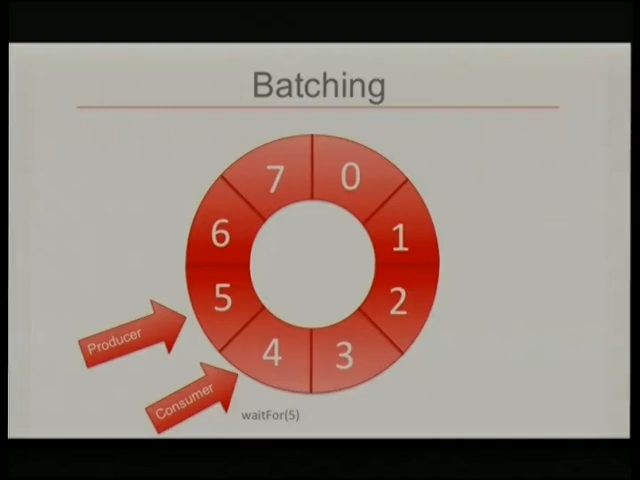 Batching
7 0
6 1
5 2
4 3
Producer
Consumer
waitFor(5)